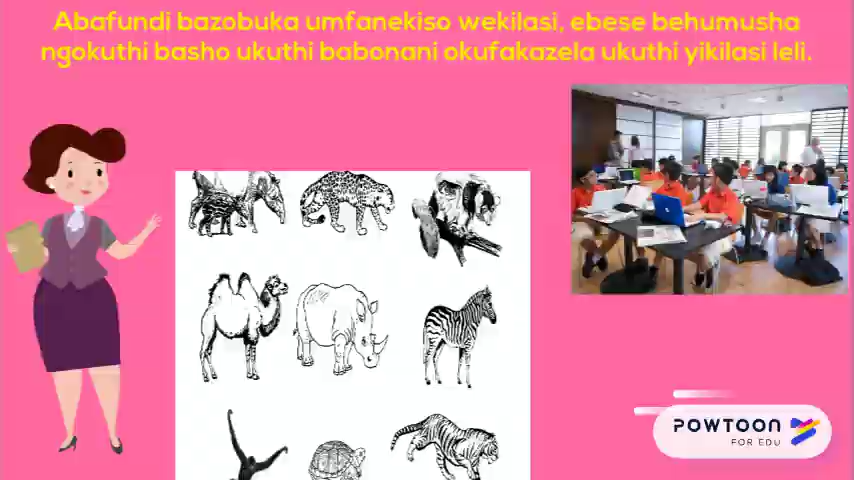 Abafundi bazobuka umfanekiso wekilasi, ebese behumusha
ngokuthi basho ukuthi babonani okufakazela ukuthi yikilasi leli.
POWTOON
FOR EDU